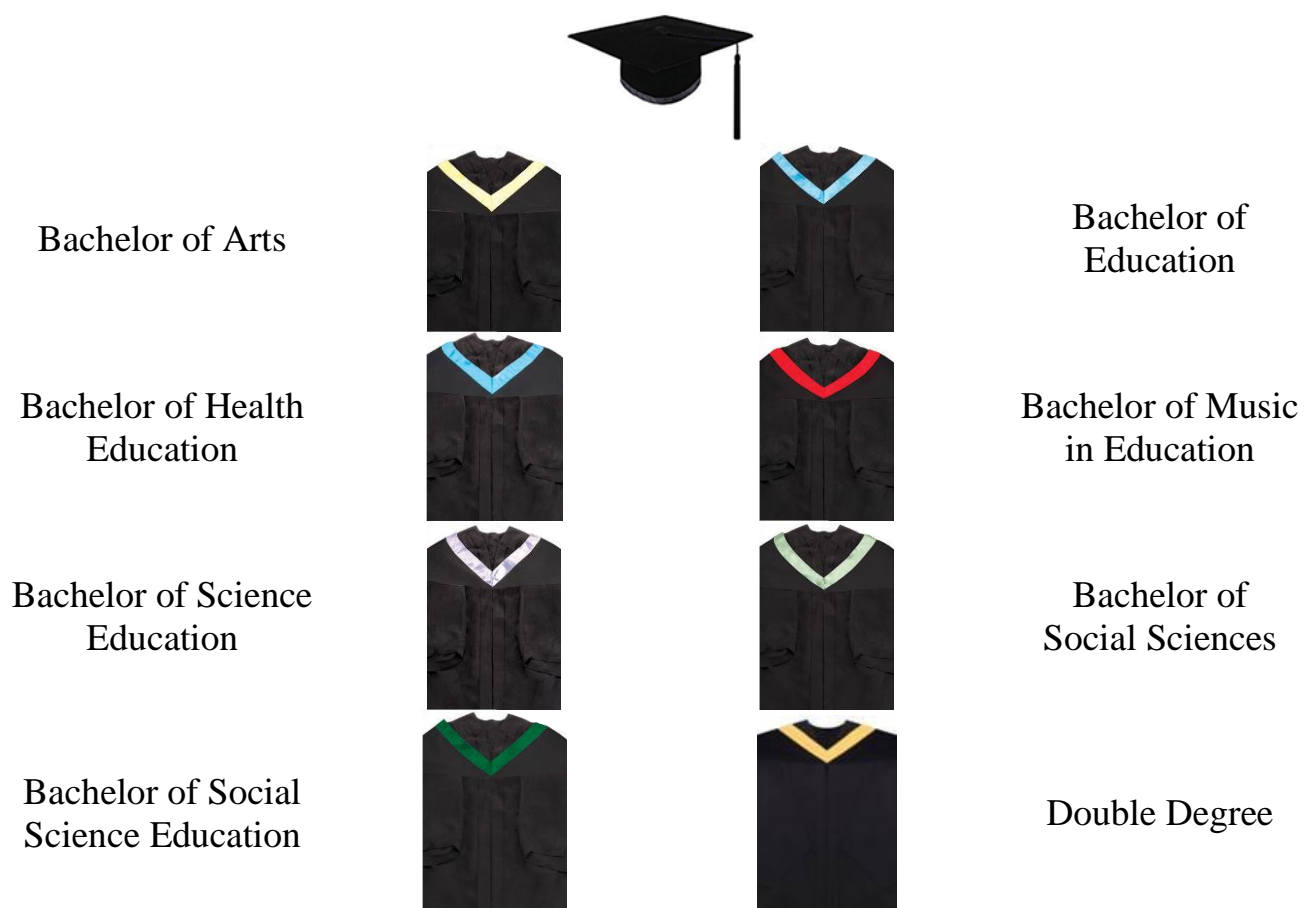 Bachelor of Arts
Bachelor of
Education
Bachelor of Health
Education
Bachelor of Music
in Education
Bachelor of Science
Education
Bachelor of
Social Sciences
Bachelor of Social
Science Education
Double Degree